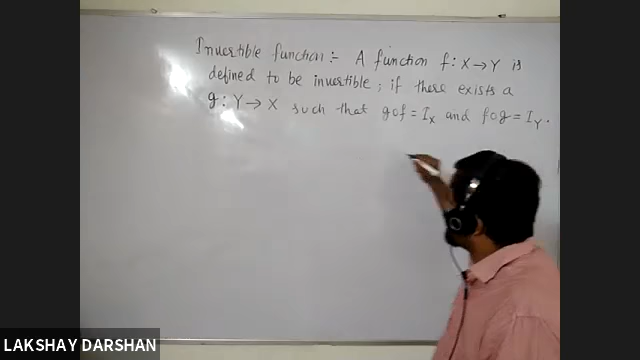 Invertible function :- A function f : X → Y is
defined to be invertible ; if there exists a
g : Y → X such that gof = I_X and fog = I_Y .
LAKSHAY DARSHAN